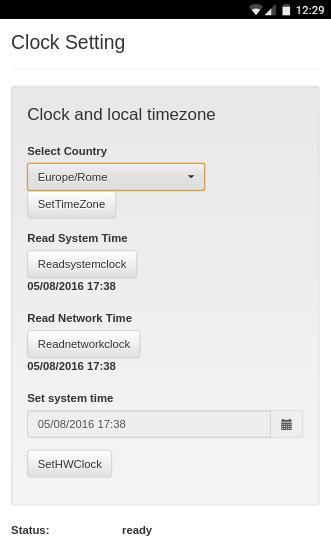 12:29
Clock Setting
Clock and local timezone
Select Country
Europe/Rome
SetTimeZone
Read System Time
Readsystemclock
05/08/2016 17:38
Read Network Time
Readnetworkclock
05/08/2016 17:38
Set system time
05/08/2016 17:38
SetHWClock
Status: ready